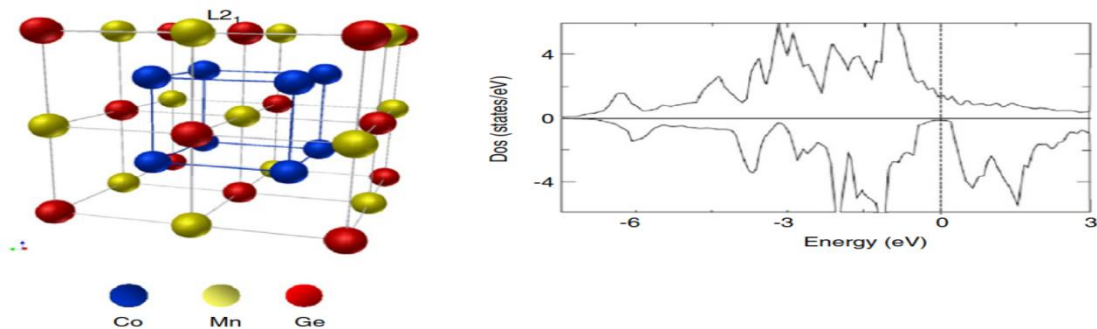 L2₁
Co Mn Ge
Dos (states/eV)
4
0
-4
-6 -3 0 3
Energy (eV)